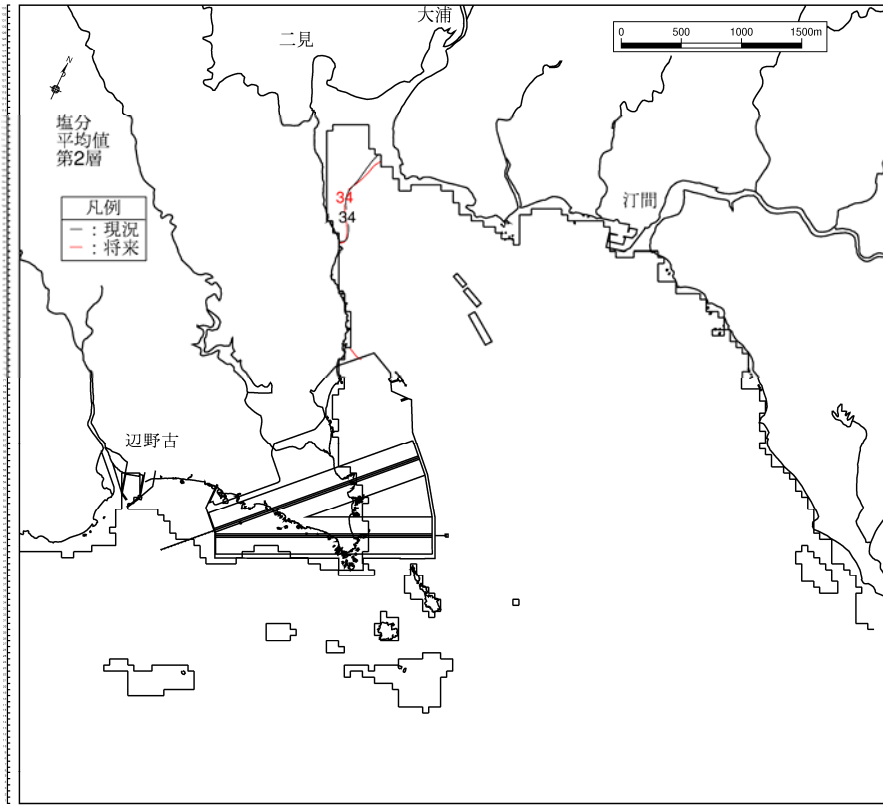 大浦
二見
0 500 1000 1500m
N
塩分
平均値
第2層
凡例
― : 現況
― : 将来
34
34
汀間
辺野古